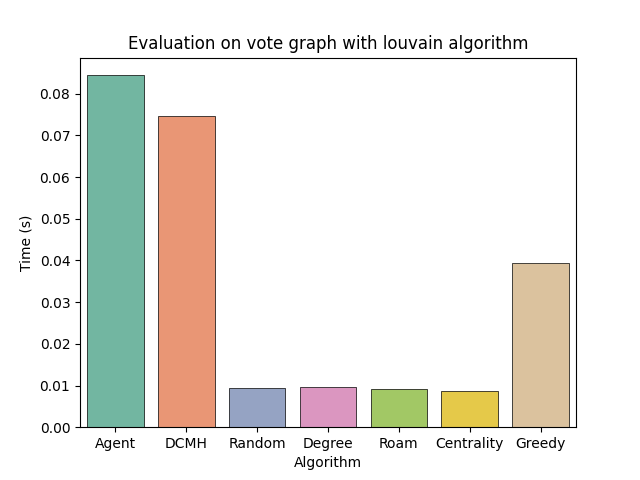 Evaluation on vote graph with louvain algorithm
Time (s)
0.08
0.07
0.06
0.05
0.04
0.03
0.02
0.01
0.00
Agent DCMH Random Degree Roam Centrality Greedy
Algorithm